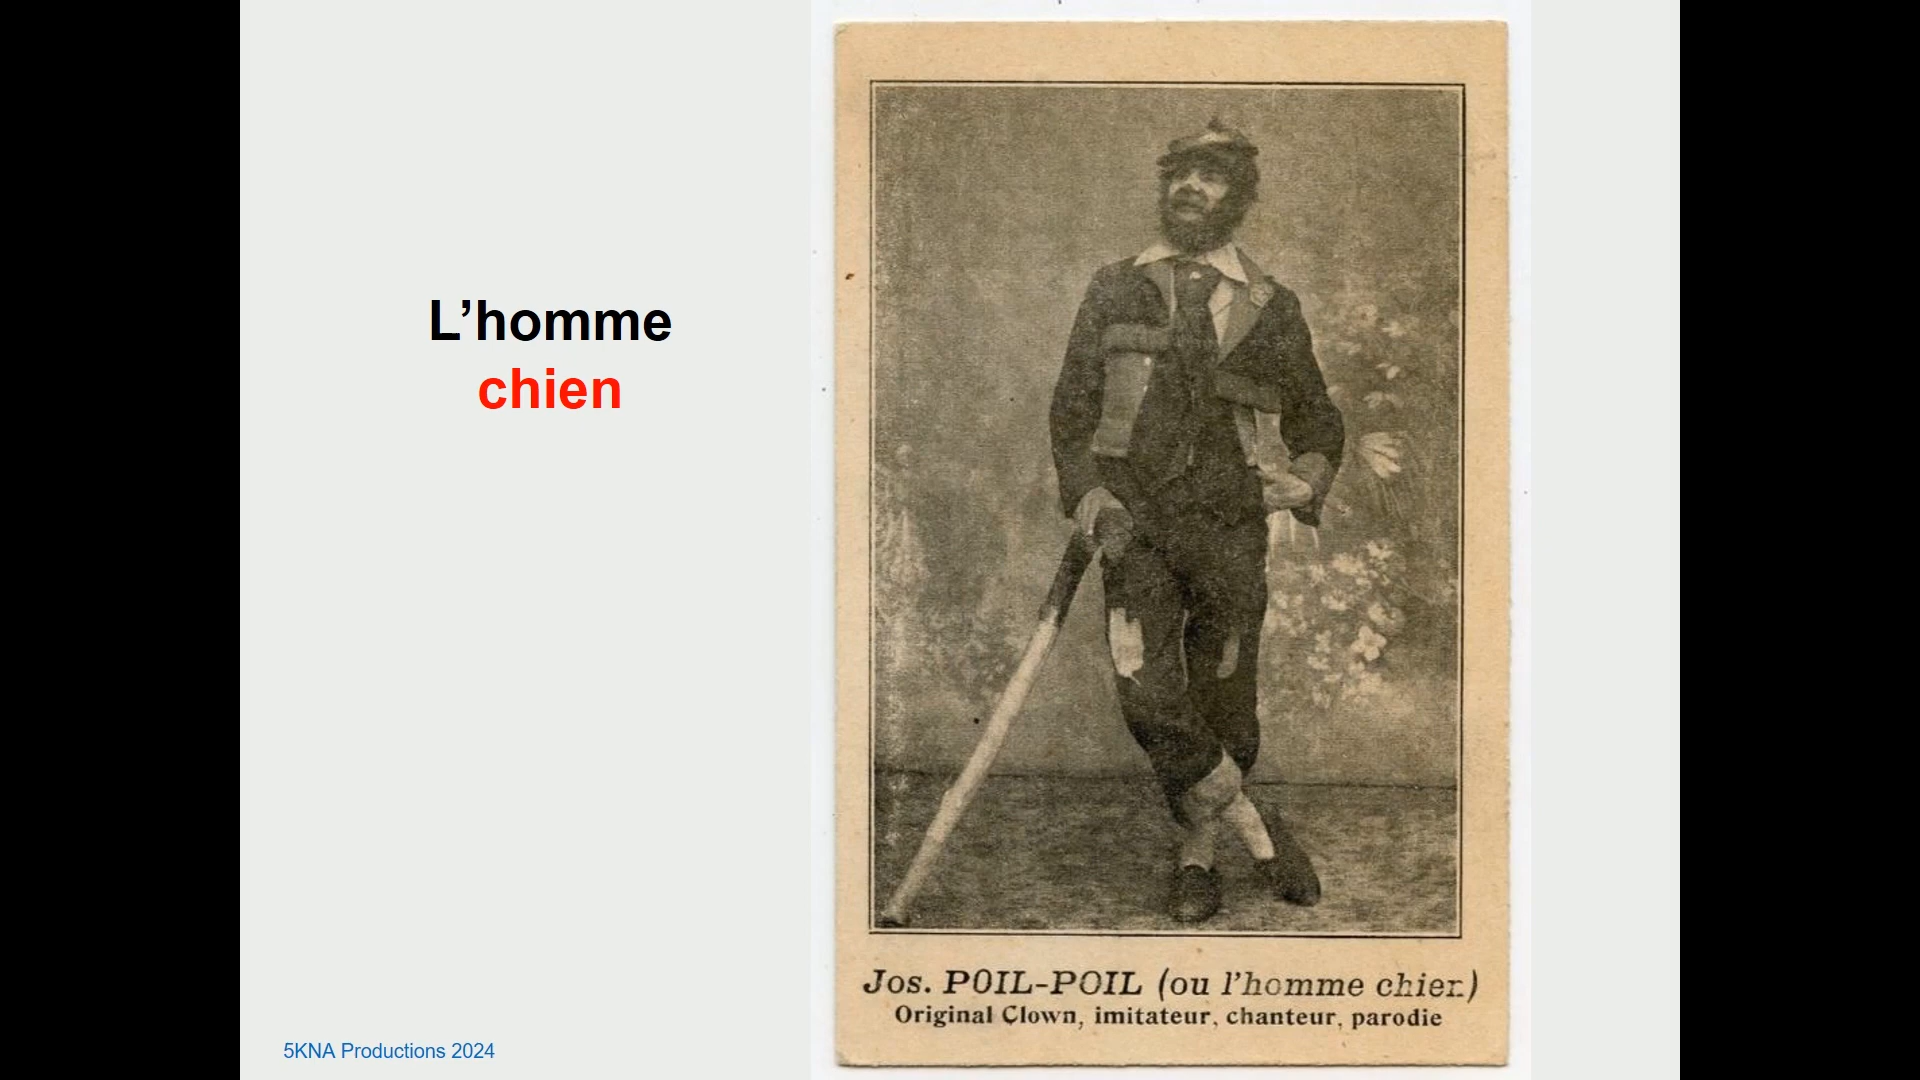 L’homme
chien
Jos. POIL-POIL (ou l'homme chien)
Original Clown, imitateur, chanteur, parodie
5KNA Productions 2024